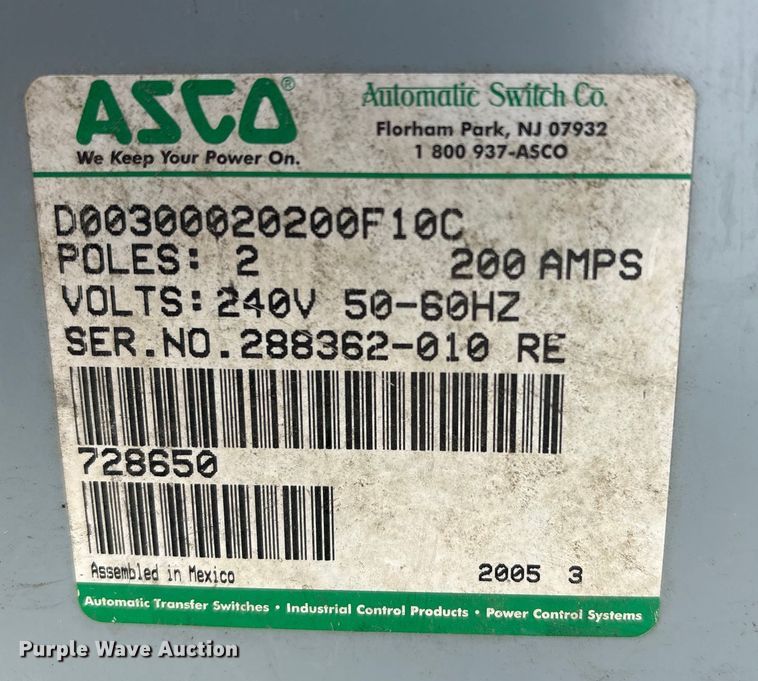 ASCO®
We Keep Your Power On.
Automatic Switch Co.
Florham Park, NJ 07932
1 800 937-ASCO
D00300020200F10C
POLES: 2 200 AMPS
VOLTS: 240V 50-60HZ
SER.NO.288362-010 RE
728650
Assembled in Mexico 2005 3
Automatic Transfer Switches • Industrial Control Products • Power Control Systems
Purple Wave Auction